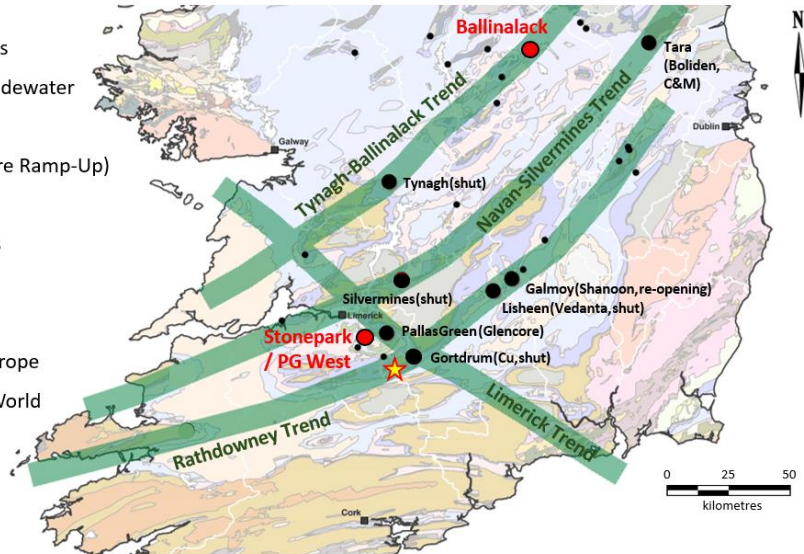 s
dewater
re Ramp-Up)
s
rope
World
Ballinalack
Tara
(Boliden,
C&M)
N
Dublin
Galway
Tynagh-Ballinalack Trend
Navan-Silvermines Trend
Tynagh(shut)
Silvermines(shut)
Galmoy(Shanoon,re-opening)
Lisheen(Vedanta,shut)
Limerick
Stonepark
/ PG West
PallasGreen(Glencore)
Gortdrum(Cu,shut)
Rathdowney Trend
Limerick Trend
Cork
0 25 50
kilometres